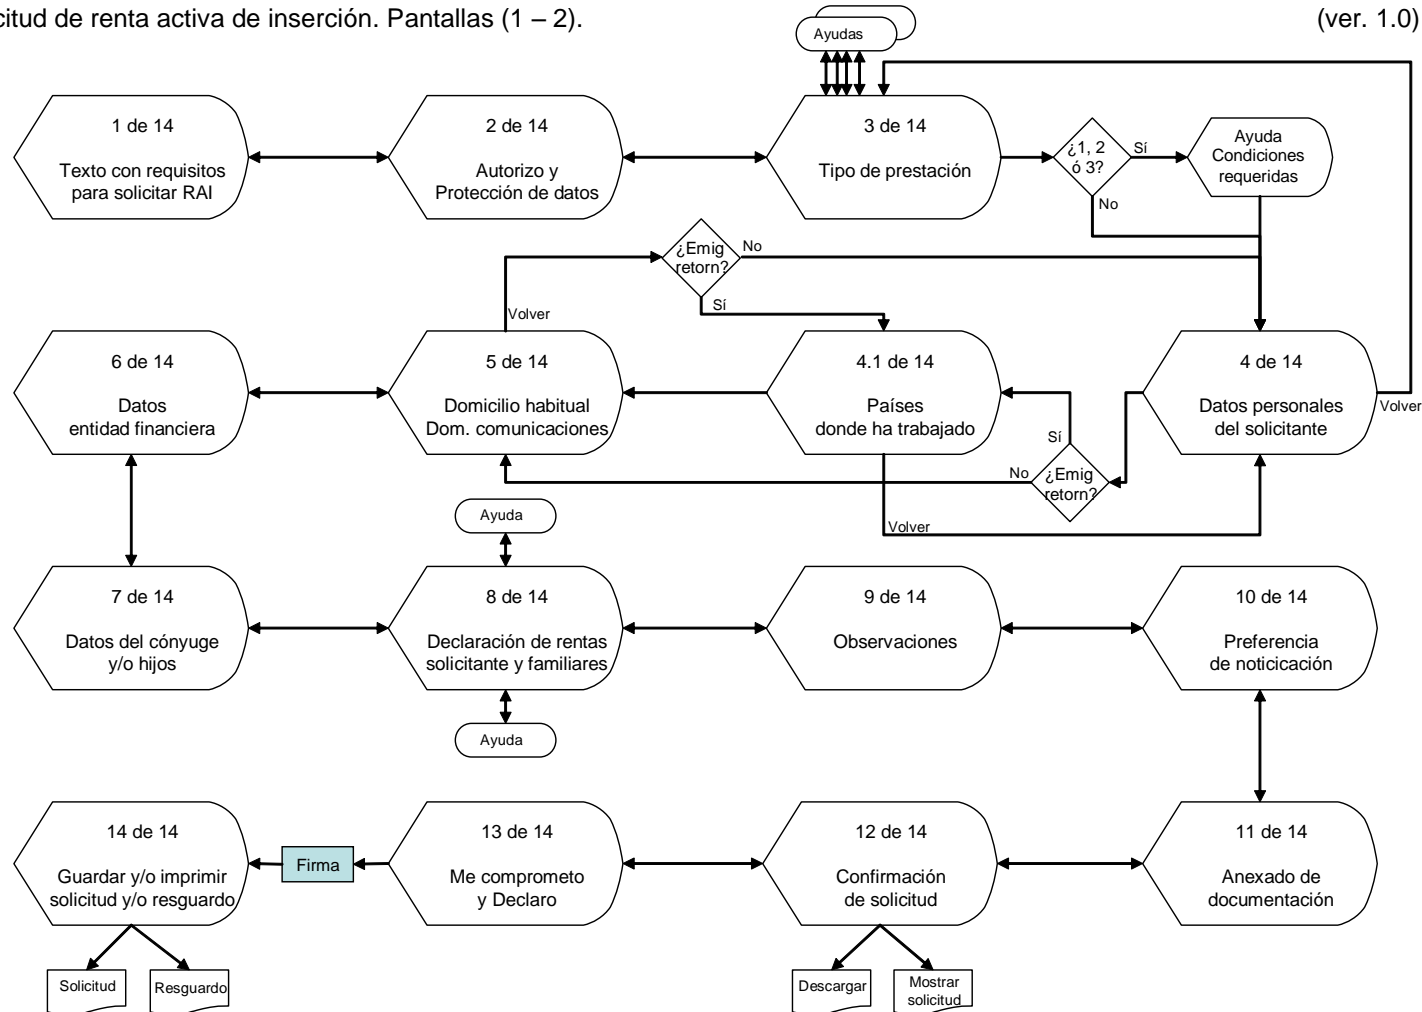 citud de renta activa de inserción. Pantallas (1 – 2).
(ver. 1.0)
Ayudas
1 de 14
Texto con requisitos
para solicitar RAI
2 de 14
Autorizo y
Protección de datos
3 de 14
Tipo de prestación
¿1, 2
ó 3?
Sí
No
Ayuda
Condiciones
requeridas
¿Emig
retorn?
No
Sí
Volver
6 de 14
Datos
entidad financiera
5 de 14
Domicilio habitual
Dom. comunicaciones
4.1 de 14
Países
donde ha trabajado
4 de 14
Datos personales
del solicitante
Volver
Sí
No
¿Emig
retorn?
Volver
Ayuda
7 de 14
Datos del cónyuge
y/o hijos
8 de 14
Declaración de rentas
solicitante y familiares
9 de 14
Observaciones
10 de 14
Preferencia
de noticicación
Ayuda
14 de 14
Guardar y/o imprimir
solicitud y/o resguardo
Firma
13 de 14
Me comprometo
y Declaro
12 de 14
Confirmación
de solicitud
11 de 14
Anexado de
documentación
Solicitud
Resguardo
Descargar
Mostrar
solicitud